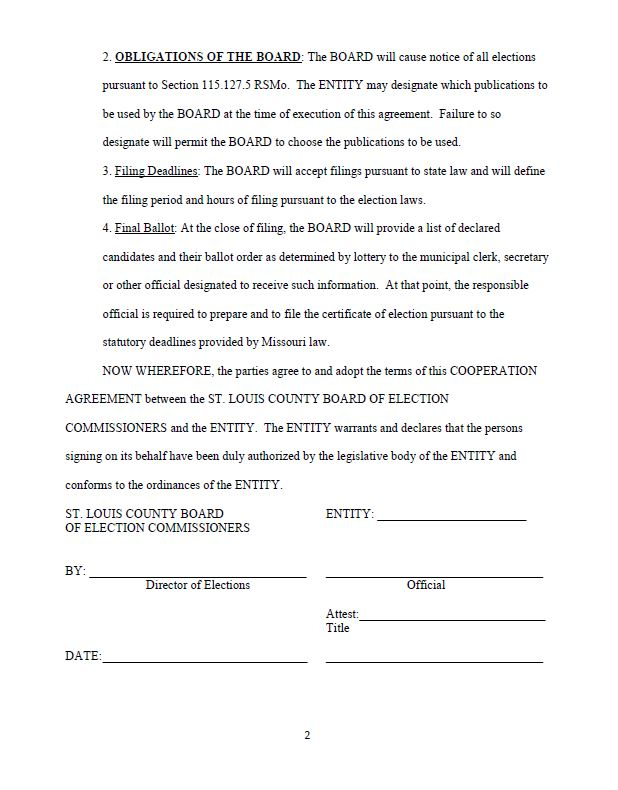 2. OBLIGATIONS OF THE BOARD: The BOARD will cause notice of all elections
pursuant to Section 115.127.5 RSMo.  The ENTITY may designate which publications to
be used by the BOARD at the time of execution of this agreement.  Failure to so
designate will permit the BOARD to choose the publications to be used.
3. Filing Deadlines: The BOARD will accept filings pursuant to state law and will define
the filing period and hours of filing pursuant to the election laws.
4. Final Ballot: At the close of filing, the BOARD will provide a list of declared
candidates and their ballot order as determined by lottery to the municipal clerk, secretary
or other official designated to receive such information.  At that point, the responsible
official is required to prepare and to file the certificate of election pursuant to the
statutory deadlines provided by Missouri law.
NOW WHEREFORE, the parties agree to and adopt the terms of this COOPERATION
AGREEMENT between the ST. LOUIS COUNTY BOARD OF ELECTION
COMMISSIONERS and the ENTITY.  The ENTITY warrants and declares that the persons
signing on its behalf have been duly authorized by the legislative body of the ENTITY and
conforms to the ordinances of the ENTITY.
ST. LOUIS COUNTY BOARD ENTITY:
OF ELECTION COMMISSIONERS
BY:
Director of Elections Official
Attest:
Title
DATE:
2